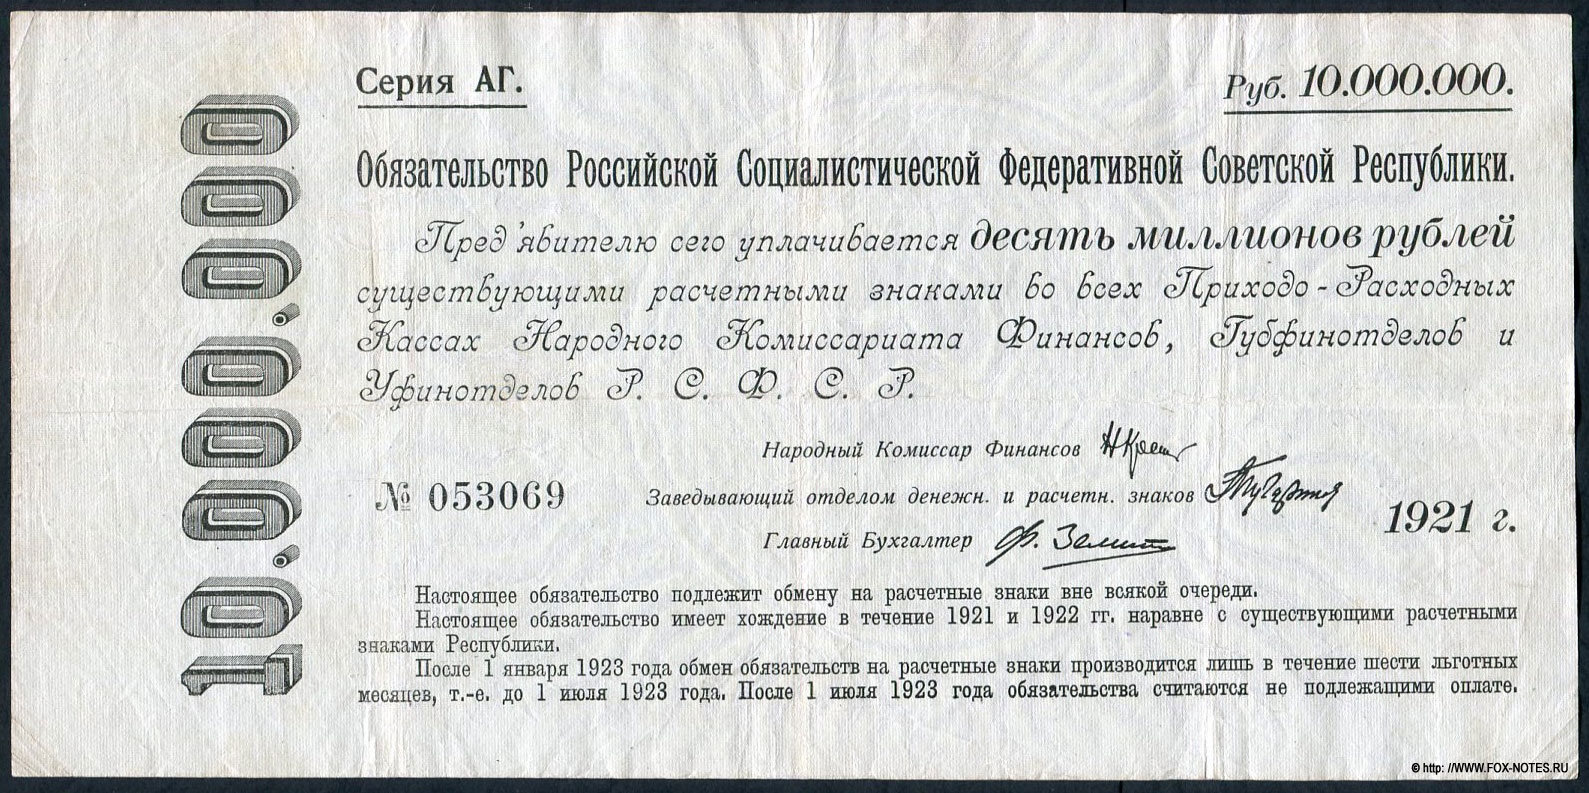 Серия АГ.
Руб. 10.000.000.
Обязательство Российской Социалистической Федеративной Советской Республики.
Пред'явителю сего уплачивается десять миллионов рублей
существующими расчетными знаками во всех Приходо-Расходных
Кассах Народного Комиссариата Финансов, Губфинотделов и
Уфинотделов Р. С. Ф. С. Р.
Народный Комиссар Финансов
№ 053069
Заведывающий отделом денежн. и расчетн. знаков
Главный Бухгалтер
1921 г.
Настоящее обязательство подлежит обмену на расчетные знаки вне всякой очереди.
Настоящее обязательство имеет хождение в течение 1921 и 1922 гг. наравне с существующими расчетными
знаками Республики.
После 1 января 1923 года обмен обязательств на расчетные знаки производится лишь в течение шести льготных
месяцев, т.-е. до 1 июля 1923 года. После 1 июля 1923 года обязательства считаются не подлежащими оплате.
10.000.000
© http: //WWW.FOX-NOTES.RU